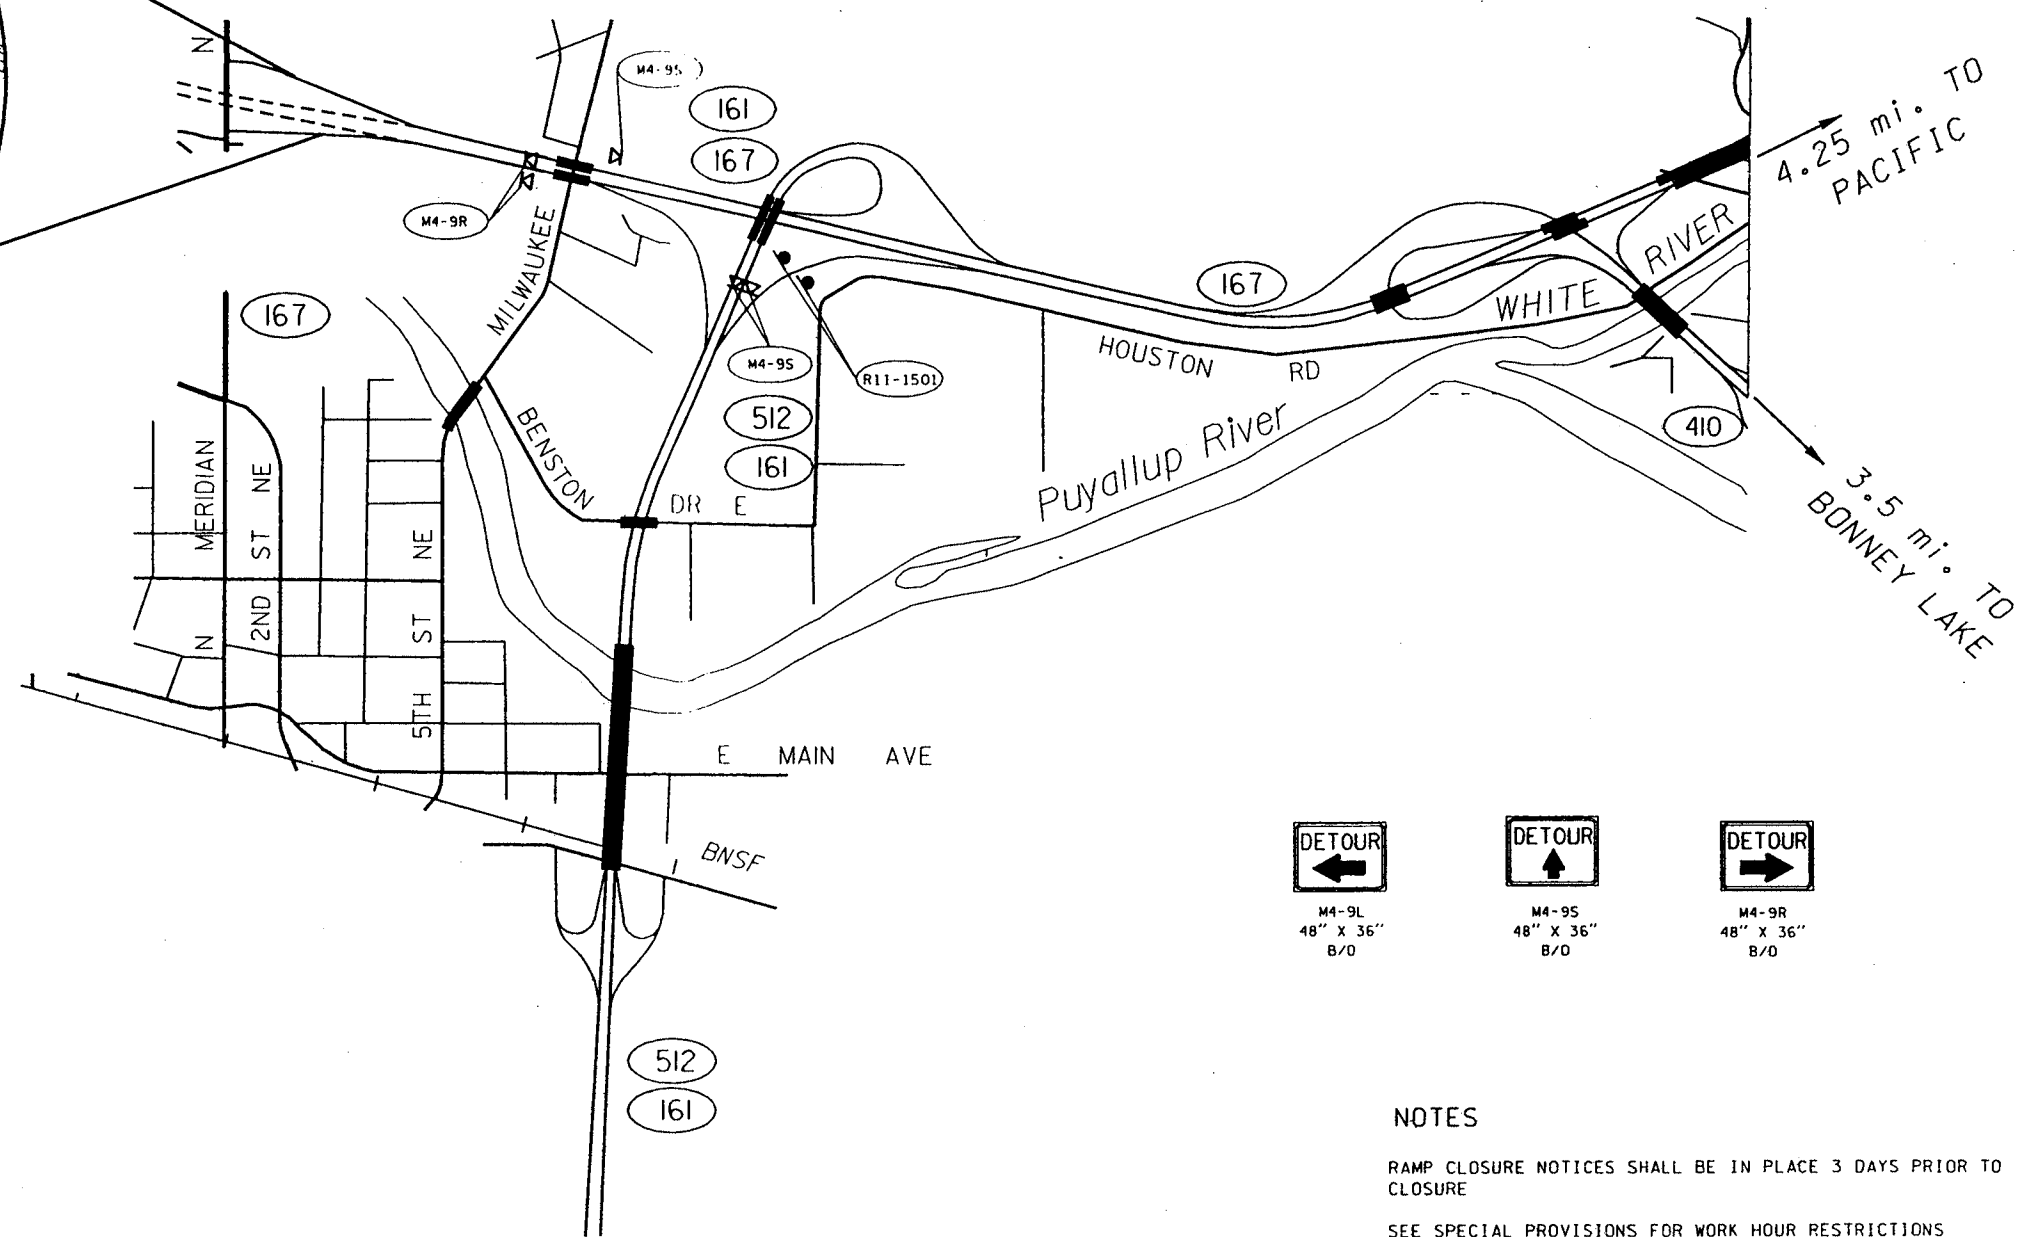 N
M4-9S
161
167
M4-9R
4.25 mi. TO
PACIFIC
MILWAUKEE
167
167
RIVER
WHITE
M4-9S
R11-1501
HOUSTON RD
512
161
410
MERIDIAN
N
2ND ST NE
5TH ST NE
BENSTON
DR E
Puyallup River
3.5 mi. TO
BONNEY LAKE
E MAIN AVE
BNSF
DETOUR
M4-9L
48" X 36"
B/O
DETOUR
M4-9S
48" X 36"
B/O
DETOUR
M4-9R
48" X 36"
B/O
512
161
NOTES
RAMP CLOSURE NOTICES SHALL BE IN PLACE 3 DAYS PRIOR TO
CLOSURE
SEE SPECIAL PROVISIONS FOR WORK HOUR RESTRICTIONS